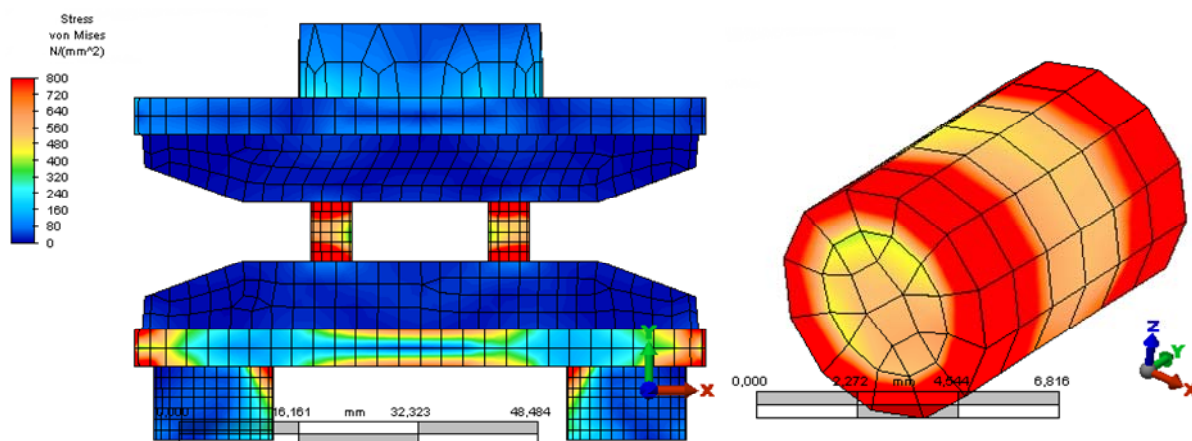 Stress
von Mises
N/(mm^2)
800
720
640
560
480
400
320
240
160
80
0
Y
X
0,000 16,161 mm 32,323 48,484
Z
Y
X
0,000 2,272 mm 4,544 6,816